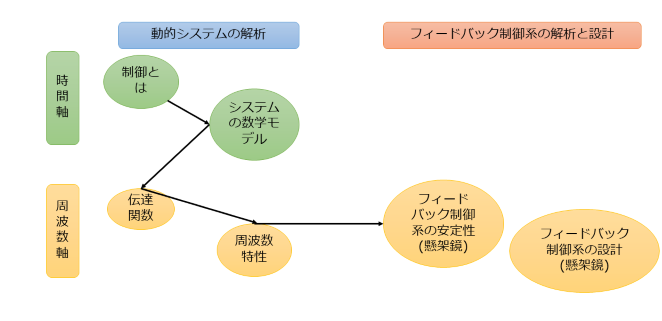 動的システムの解析
フィードバック制御系の解析と設計
時
間
軸
制御と
は
システム
の数学モ
デル
周
波
数
軸
伝達
関数
周波数
特性
フィード
バック制御
系の安定性
(懸架鏡)
フィードバック
制御系の設計
(懸架鏡)